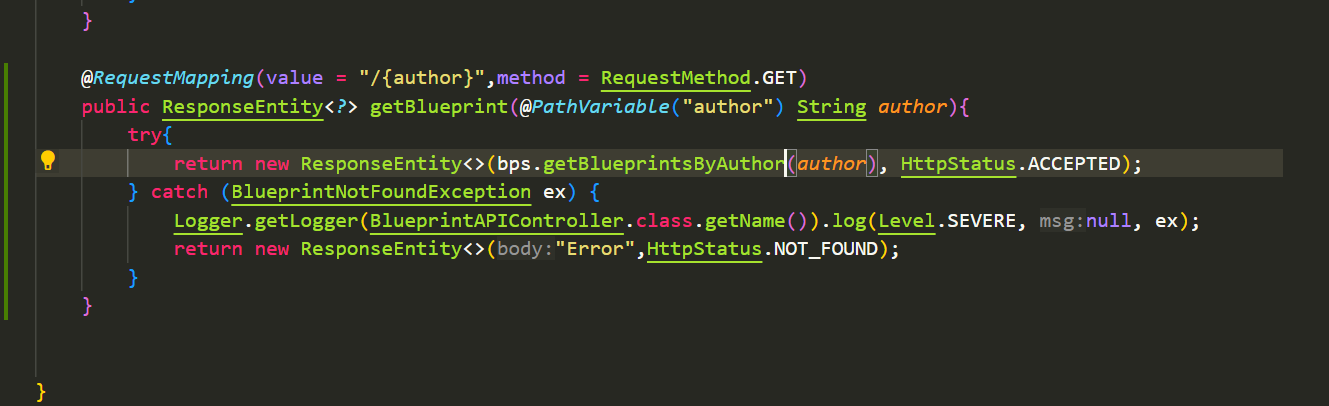 }
}
@RequestMapping(value = "/{author}",method = RequestMethod.GET)
public ResponseEntity<?> getBlueprint(@PathVariable("author") String author){
try{
return new ResponseEntity<>(bps.getBlueprintsByAuthor(author), HttpStatus.ACCEPTED);
} catch (BlueprintNotFoundException ex) {
Logger.getLogger(BlueprintAPIController.class.getName()).log(Level.SEVERE, msg:null, ex);
return new ResponseEntity<>(body:"Error",HttpStatus.NOT_FOUND);
}
}
}